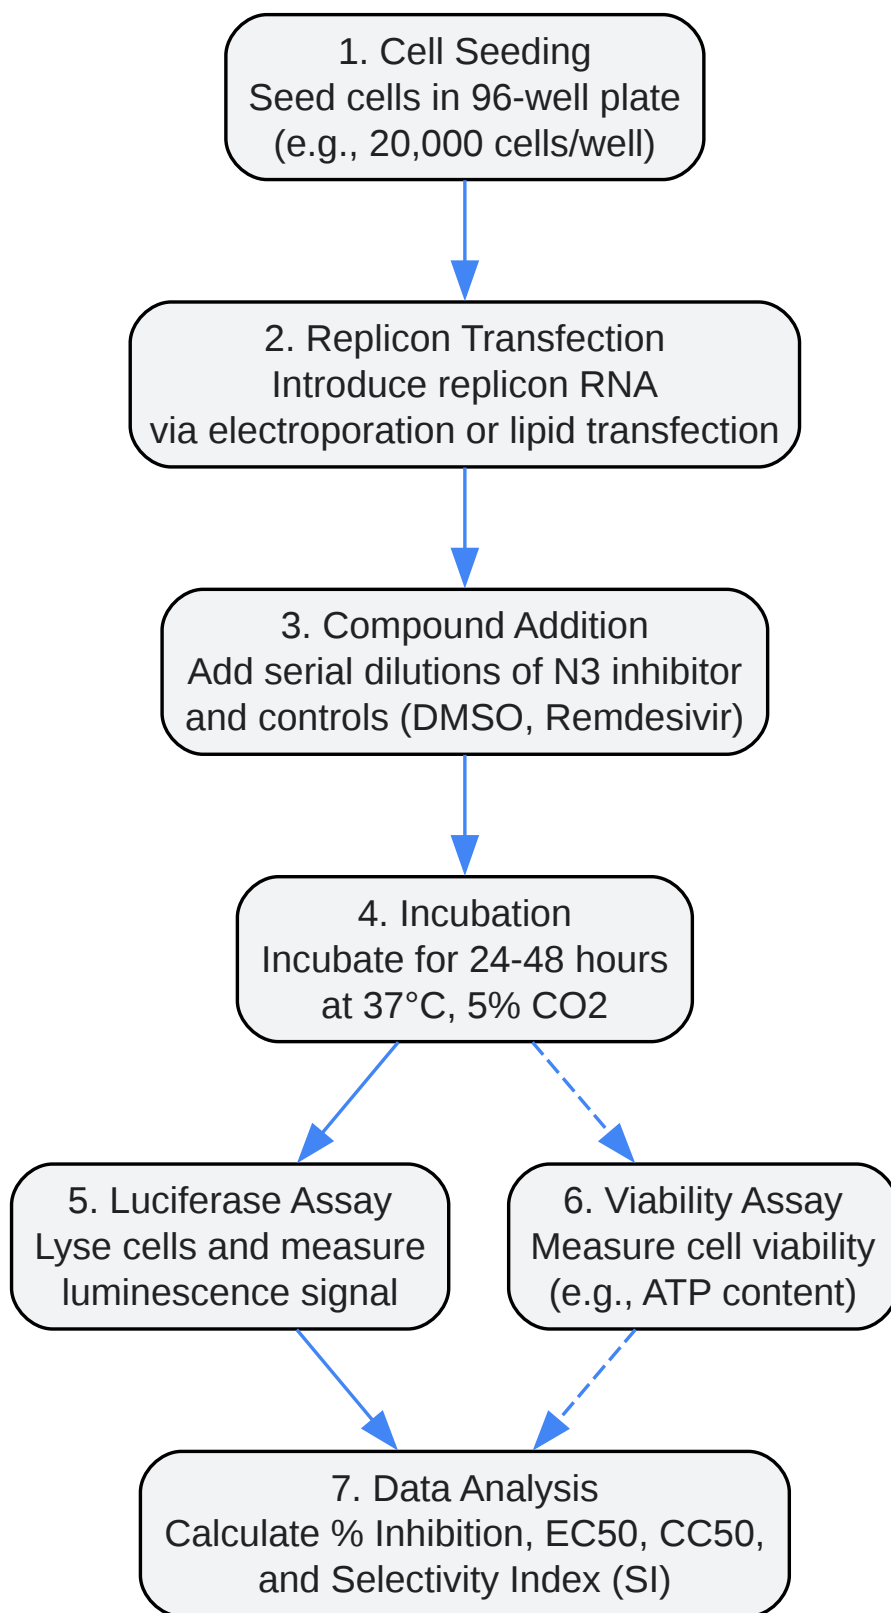 1. Cell Seeding
Seed cells in 96-well plate
(e.g., 20,000 cells/well)
2. Replicon Transfection
Introduce replicon RNA
via electroporation or lipid transfection
3. Compound Addition
Add serial dilutions of N3 inhibitor
and controls (DMSO, Remdesivir)
4. Incubation
Incubate for 24-48 hours
at 37°C, 5% CO2
5. Luciferase Assay
Lyse cells and measure
luminescence signal
6. Viability Assay
Measure cell viability
(e.g., ATP content)
7. Data Analysis
Calculate % Inhibition, EC50, CC50,
and Selectivity Index (SI)